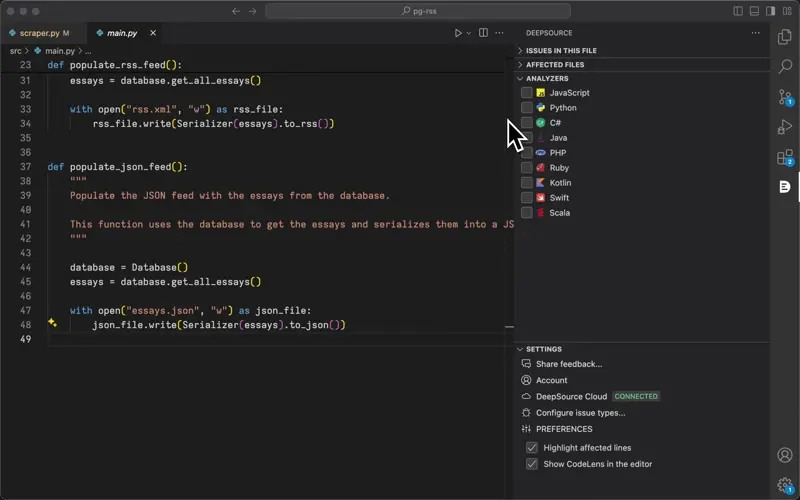 pg-rss
scraper.py M
main.py
src > main.py > ...
23 def populate_rss_feed():
31 essays = database.get_all_essays()
32
33 with open("rss.xml", "w") as rss_file:
34 rss_file.write(Serializer(essays).to_rss())
35
36
37 def populate_json_feed():
38 """
39 Populate the JSON feed with the essays from the database.
40
41 This function uses the database to get the essays and serializes them into a JS
42 """
43
44 database = Database()
45 essays = database.get_all_essays()
46
47 with open("essays.json", "w") as json_file:
48 json_file.write(Serializer(essays).to_json())
49
DEEPSOURCE
ISSUES IN THIS FILE
AFFECTED FILES
ANALYZERS
JS JavaScript
Python
C#
Java
PHP
Ruby
Kotlin
Swift
Scala
SETTINGS
Share feedback...
Account
DeepSource Cloud CONNECTED
Configure issue types...
PREFERENCES
Highlight affected lines
Show CodeLens in the editor
1
2
1